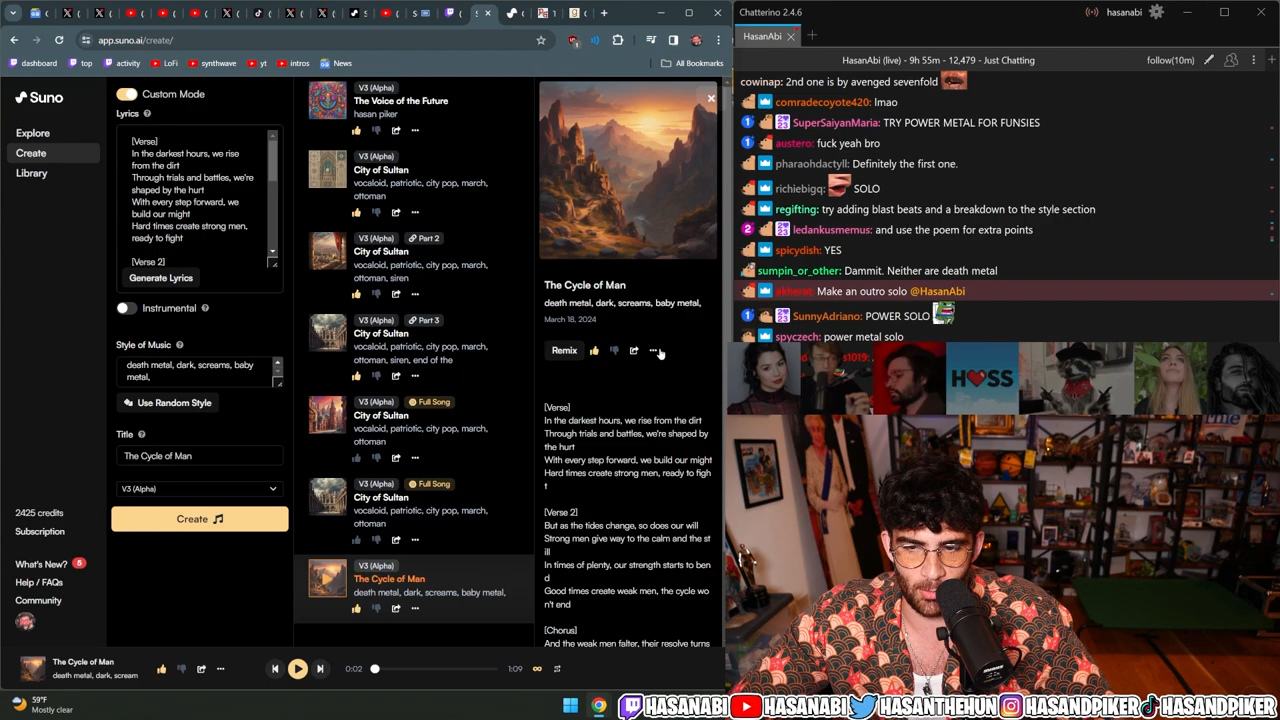 app.suno.ai/create/
dashboard
top
activity
LoFi
synthwave
yt
intros
News
All Bookmarks
Suno
Explore
Create
Library
2425 credits
Subscription
What's New?
5
Help / FAQs
Community
Custom Mode
Lyrics
[Verse]
In the darkest hours, we rise
from the dirt
Through trials and battles, we're
shaped by the hurt
With every step forward, we
build our might
Hard times create strong men,
ready to fight
[Verse 2]
Generate Lyrics
Instrumental
Style of Music
death metal, dark, screams, baby
metal,
Use Random Style
Title
The Cycle of Man
V3 (Alpha)
Create
V3 (Alpha)
The Voice of the Future
hasan piker
V3 (Alpha)
City of Sultan
vocaloid, patriotic, city pop, march,
ottoman
V3 (Alpha) Part 2
City of Sultan
vocaloid, patriotic, city pop, march,
ottoman, siren
V3 (Alpha) Part 3
City of Sultan
vocaloid, patriotic, city pop, march,
ottoman, siren, end of the
V3 (Alpha) Full Song
City of Sultan
vocaloid, patriotic, city pop, march,
ottoman
V3 (Alpha) Full Song
City of Sultan
vocaloid, patriotic, city pop, march,
ottoman
V3 (Alpha)
The Cycle of Man
death metal, dark, screams, baby metal,
The Cycle of Man
death metal, dark, screams, baby metal,
March 18, 2024
Remix
[Verse]
In the darkest hours, we rise from the dirt
Through trials and battles, we're shaped by
the hurt
With every step forward, we build our might
Hard times create strong men, ready to figh
t
[Verse 2]
But as the tides change, so does our will
Strong men give way to the calm and the st
ill
In times of plenty, our strength starts to ben
d
Good times create weak men, the cycle wo
n't end
[Chorus]
And the weak men falter, their resolve turns
The Cycle of Man
death metal, dark, scream
0:02
1:09
59°F
Mostly clear
Chatterino 2.4.6
hasanabi
HasanAbi
HasanAbi (live) - 9h 55m - 12,479 - Just Chatting
follow(10m)
cowinap: 2nd one is by avenged sevenfold
comradecoyote420: lmao
SuperSaiyanMaria: TRY POWER METAL FOR FUNSIES
austero: fuck yeah bro
pharaohdactyll: Definitely the first one.
richiebigq: SOLO
regifting: try adding blast beats and a breakdown to the style section
ledankusmemus: and use the poem for extra points
spicydish: YES
sumpin_or_other: Dammit. Neither are death metal
Make an outro solo @HasanAbi
SunnyAdriano: POWER SOLO
spyczech: power metal solo
H♥SS
HASANABI
HASANABI
HASANTHEHUN
HASANDPIKER
HASANDPIKER